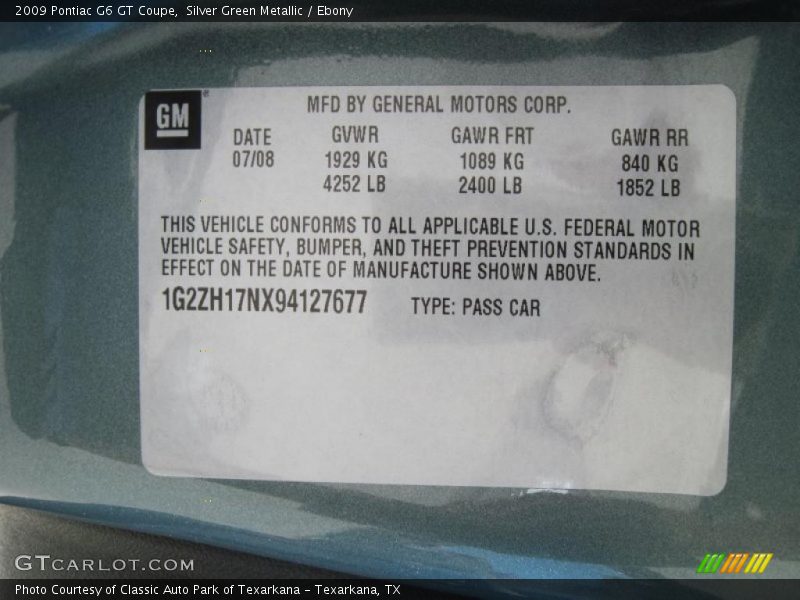 2009 Pontiac G6 GT Coupe,  Silver Green Metallic / Ebony
GM®
MFD BY GENERAL MOTORS CORP.
DATE GVWR GAWR FRT GAWR RR
07/08 1929 KG 1089 KG 840 KG
4252 LB 2400 LB 1852 LB
THIS VEHICLE CONFORMS TO ALL APPLICABLE U.S. FEDERAL MOTOR
VEHICLE SAFETY, BUMPER, AND THEFT PREVENTION STANDARDS IN
EFFECT ON THE DATE OF MANUFACTURE SHOWN ABOVE.
1G2ZH17NX94127677 TYPE: PASS CAR
GTCARLOT.COM
Photo Courtesy of Classic Auto Park of Texarkana – Texarkana, TX